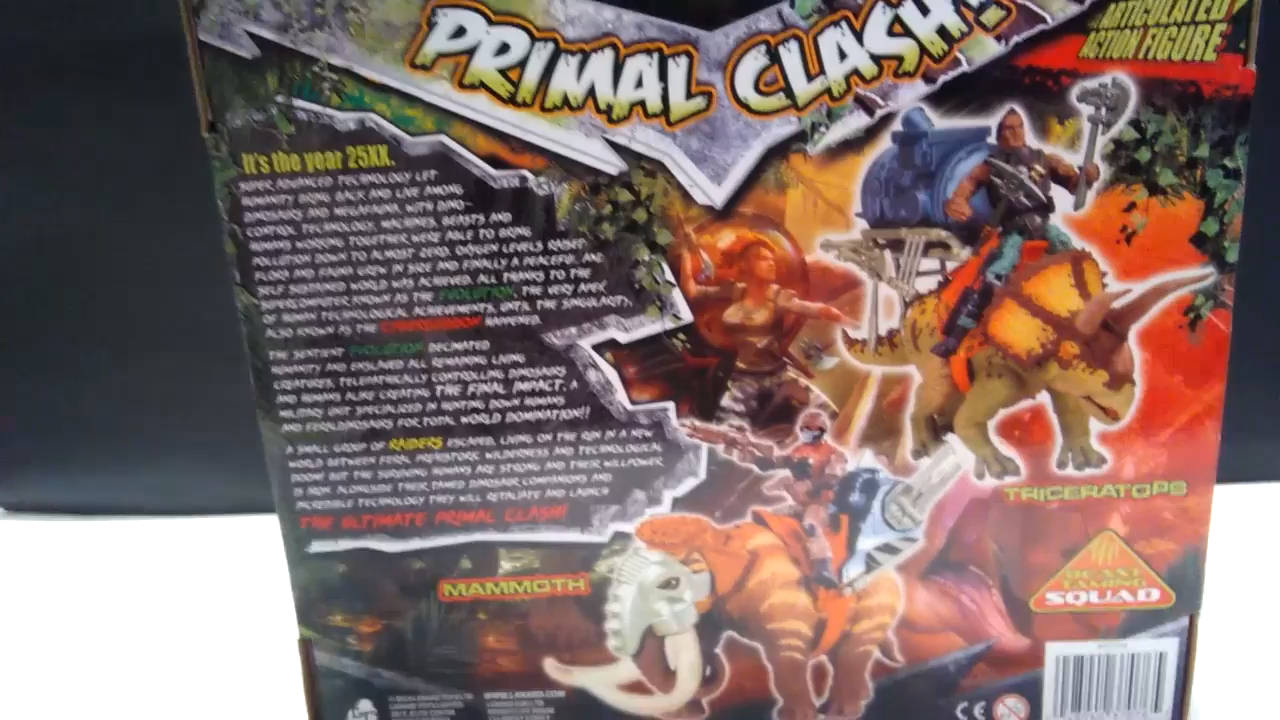 PRIMAL CLASH!
ARTICULATED
ACTION FIGURE
It's the year 25XX.
SUPER ADVANCED TECHNOLOGY LET
HUMANITY BRING BACK AND LIVE AMONG
DINOSAURS AND MEGAFAUNA. WITH DINO-
CONTROL TECHNOLOGY, MACHINES, BEASTS AND
HUMANS WORKING TOGETHER WERE ABLE TO BRING
POLLUTION DOWN TO ALMOST ZERO. OXYGEN LEVELS RAISED,
FLORA AND FAUNA GREW IN SIZE AND FINALLY A PEACEFUL AND
SELF SUSTAINED WORLD WAS ACHIEVED. ALL THANKS TO THE
SUPERCOMPUTER KNOWN AS THE EVOLUTION, THE VERY APEX
OF HUMAN TECHNOLOGICAL ACHIEVEMENTS, UNTIL THE SINGULARITY,
ALSO KNOWN AS THE HAPPENED.
THE SENTIENT EVOLUTION DECIMATED
HUMANITY AND ENSLAVED ALL REMAINING LIVING
CREATURES, TELEPATHICALLY CONTROLLING DINOSAURS
AND HUMANS ALIKE CREATING THE FINAL IMPACT, A
MILITARY UNIT SPECIALIZED IN HUNTING DOWN HUMANS
AND FERALDINOSAURS FOR TOTAL WORLD DOMINATION!!
A SMALL GROUP OF RAIDERS ESCAPED, LIVING ON THE RUN IN A NEW
WORLD BETWEEN FERAL PREHISTORIC WILDERNESS AND TECHNOLOGICAL
DOOM! BUT THE SURVIVING HUMANS ARE STRONG AND THEIR WILLPOWER
IS IRON. ALONGSIDE THEIR TAMED DINOSAUR COMPANIONS AND
INCREDIBLE TECHNOLOGY THEY WILL RETALIATE AND LAUNCH
THE ULTIMATE PRIMAL CLASH!
TRICERATOPS
MAMMOTH
BEAST
TAMING
SQUAD
CE